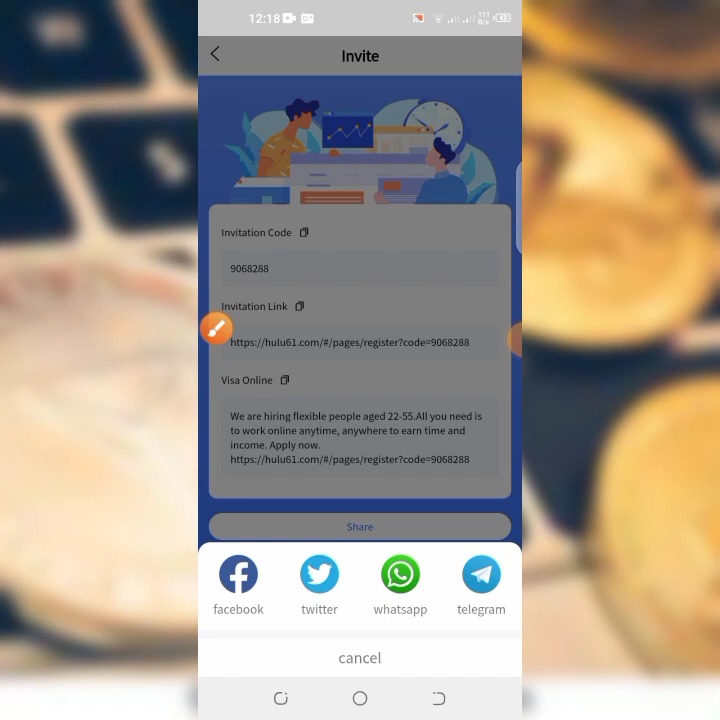 12:18
111
B/s
42
Invite
Invitation Code
9068288
Invitation Link
https://hulu61.com/#/pages/register?code=9068288
Visa Online
We are hiring flexible people aged 22-55.All you need is
to work online anytime, anywhere to earn time and
income. Apply now.
https://hulu61.com/#/pages/register?code=9068288
Share
facebook
twitter
whatsapp
telegram
cancel